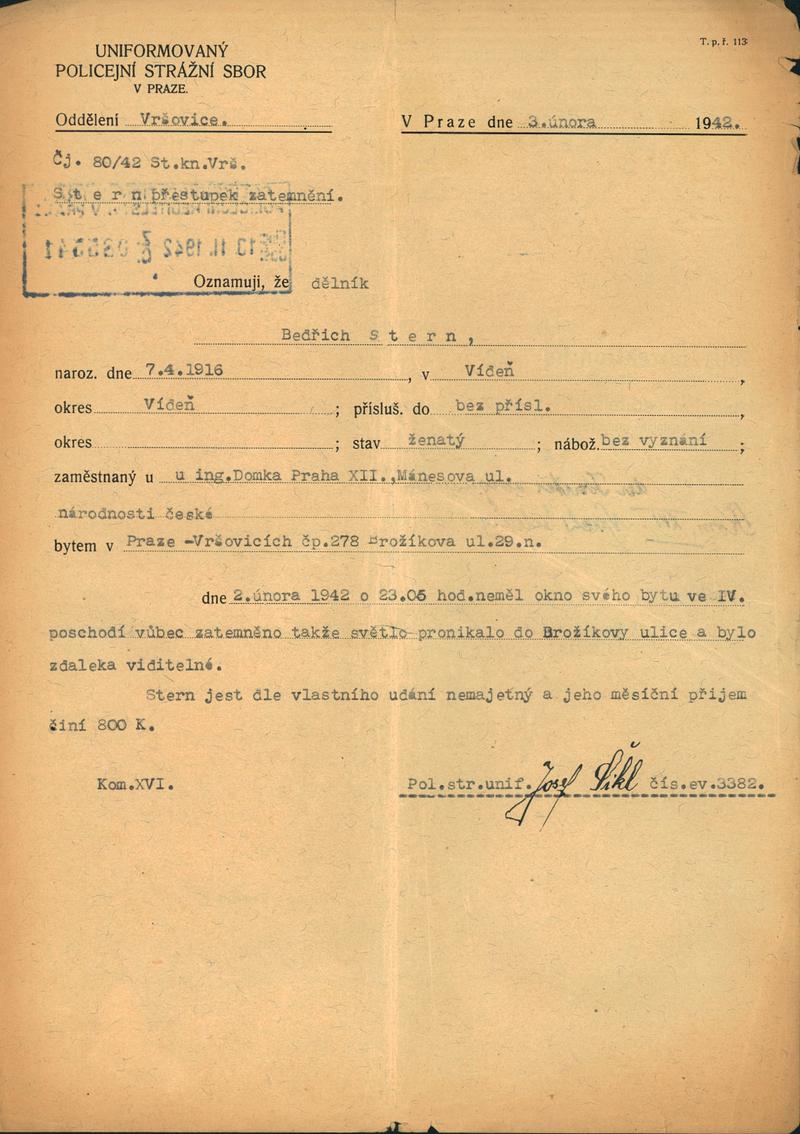 T. p. ř. 113
UNIFORMOVANÝ
POLICEJNÍ STRÁŽNÍ SBOR
V PRAZE.
Oddělení Vršovice.
V Praze dne 3.února 1942.
Čj. 80/42 St.kn.Vrš.
S t e r n přestupek zatemnění.
Oznamuji, že dělník
Bedřich S t e r n ,
naroz. dne 7.4.1916, v Vídeň,
okres Vídeň; přísluš. do bez přísl.,
okres; stav ženatý; nábož. bez vyznání;
zaměstnaný u u ing.Domka Praha XII.,Mánesova ul.
národnosti české
bytem v Praze -Vršovicích čp.278 Brožíkova ul.29.n.
dne 2.února 1942 o 23.05 hod.neměl okno svého bytu ve IV.
poschodí vůbec zatemněno takže světlo pronikalo do Brožíkovy ulice a bylo
zdaleka viditelné.
Stern jest dle vlastního udání nemajetný a jeho měsíční přijem
činí 800 K.
Kom.XVI.
Pol.str.unif. Josef Šikl čís.ev.3382.